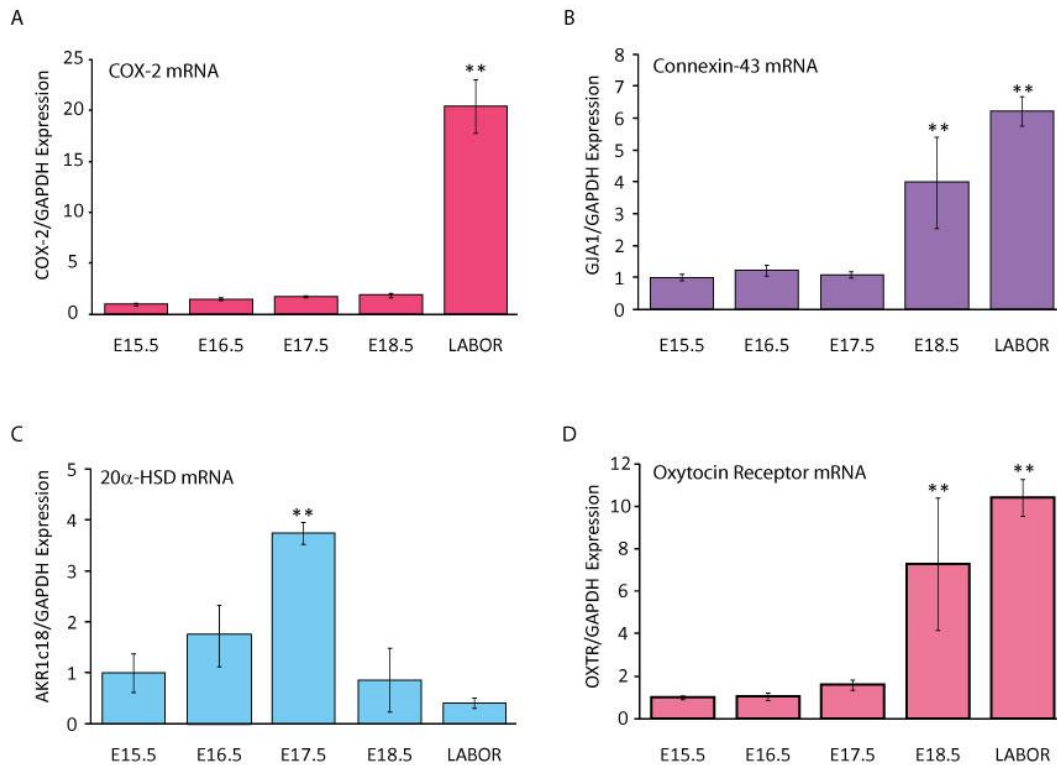 A
COX-2 mRNA
COX-2/GAPDH Expression
25
20
15
10
5
0
**
E15.5 E16.5 E17.5 E18.5 LABOR
B
Connexin-43 mRNA
GJA1/GAPDH Expression
8
7
6
5
4
3
2
1
0
**
**
E15.5 E16.5 E17.5 E18.5 LABOR
C
20α-HSD mRNA
AKR1c18/GAPDH Expression
5
4
3
2
1
0
**
E15.5 E16.5 E17.5 E18.5 LABOR
D
Oxytocin Receptor mRNA
OXTR/GAPDH Expression
12
10
8
6
4
2
0
**
**
E15.5 E16.5 E17.5 E18.5 LABOR